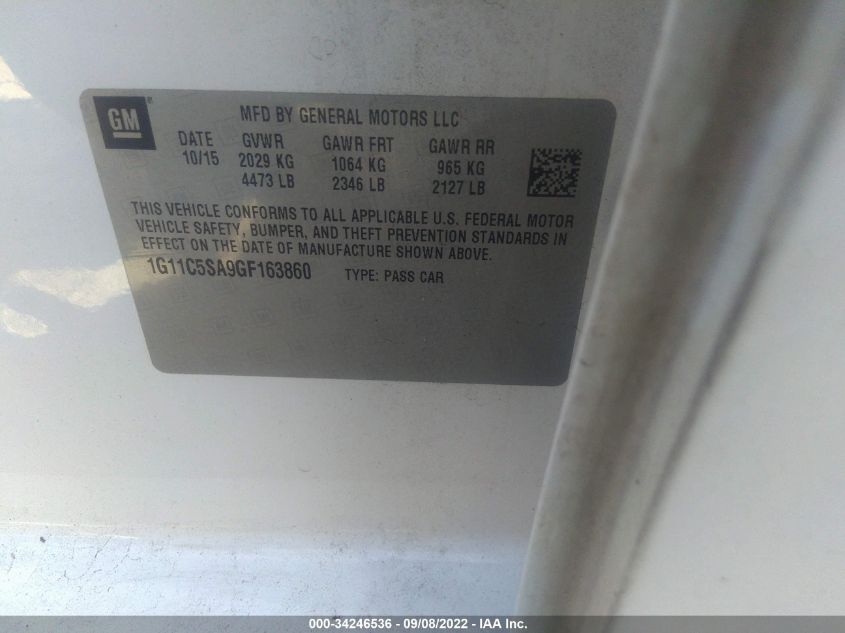 GM
MFD BY GENERAL MOTORS LLC
DATE GVWR GAWR FRT GAWR RR
10/15 2029 KG 1064 KG 965 KG
4473 LB 2346 LB 2127 LB
THIS VEHICLE CONFORMS TO ALL APPLICABLE U.S. FEDERAL MOTOR
VEHICLE SAFETY, BUMPER, AND THEFT PREVENTION STANDARDS IN
EFFECT ON THE DATE OF MANUFACTURE SHOWN ABOVE.
1G11C5SA9GF163860 TYPE: PASS CAR
000-34246536 - 09/08/2022 - IAA Inc.